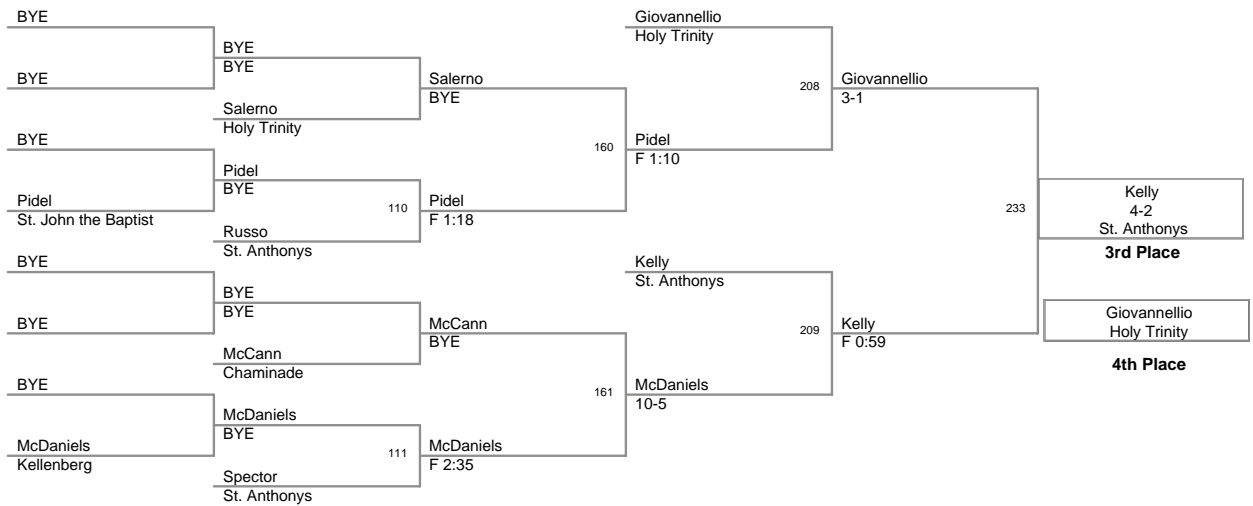 BYE
BYE
BYE
Pidel
St. John the Baptist
BYE
BYE
BYE
McDaniels
Kellenberg
BYE
BYE
Salerno
Holy Trinity
Pidel
BYE
110
Russo
St. Anthonys
BYE
BYE
McCann
Chaminade
McDaniels
BYE
111
Spector
St. Anthonys
Salerno
BYE
160
Pidel
F 1:18
McCann
BYE
161
McDaniels
F 2:35
Giovannellio
Holy Trinity
208
Pidel
F 1:10
Kelly
St. Anthonys
209
McDaniels
10-5
Giovannellio
3-1
233
Kelly
F 0:59
Kelly
4-2
St. Anthonys
3rd Place
Giovannellio
Holy Trinity
4th Place